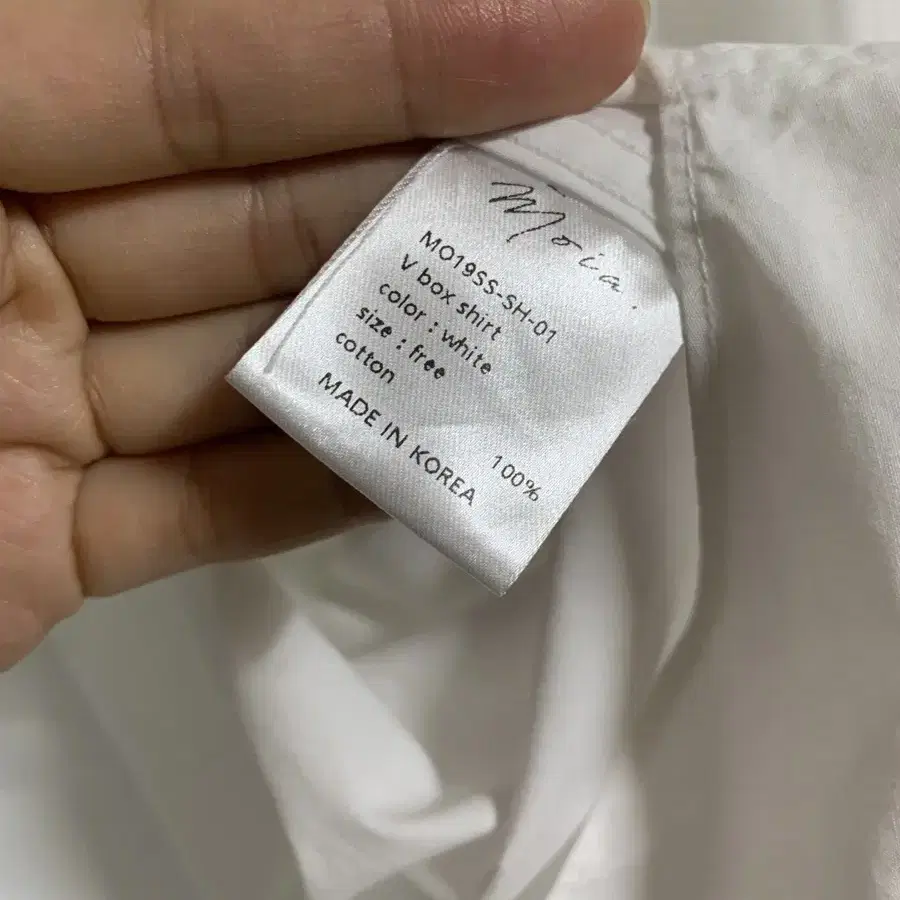 Moia.
MO19SS-SH-01
V box shirt
color : white
size : free
cotton 100%
MADE IN KOREA